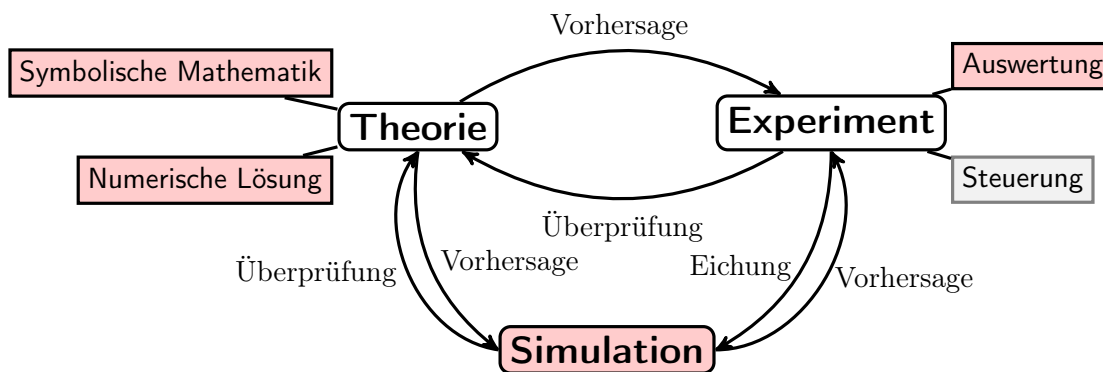 Vorhersage
Symbolische Mathematik
Auswertung
Theorie
Experiment
Numerische Lösung
Steuerung
Überprüfung
Überprüfung
Vorhersage
Eichung
Vorhersage
Simulation